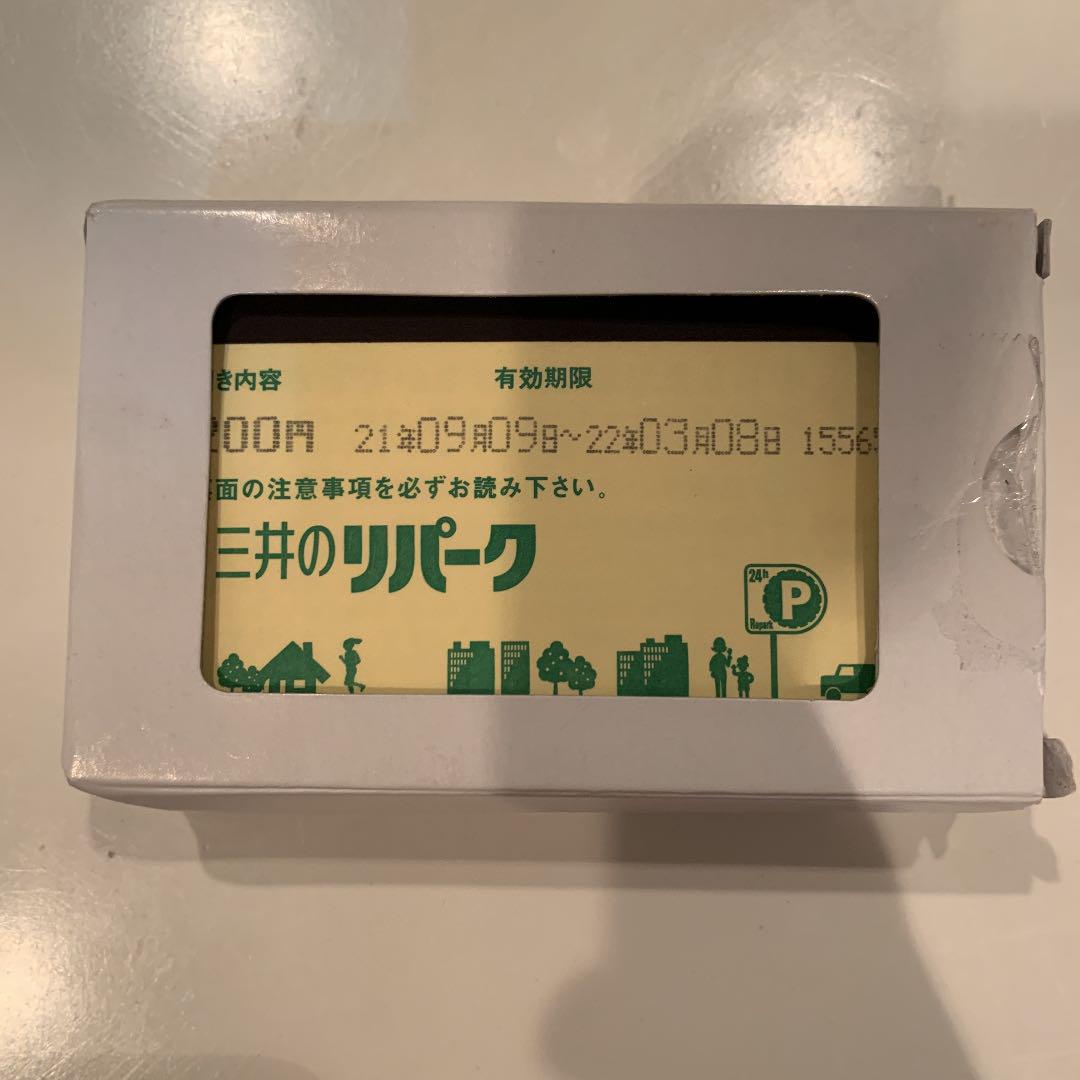 き内容 有効期限
200円 21年09月09日～22年03月08日 15565
面の注意事項を必ずお読み下さい。
三井のリパーク
24h
P
Repark